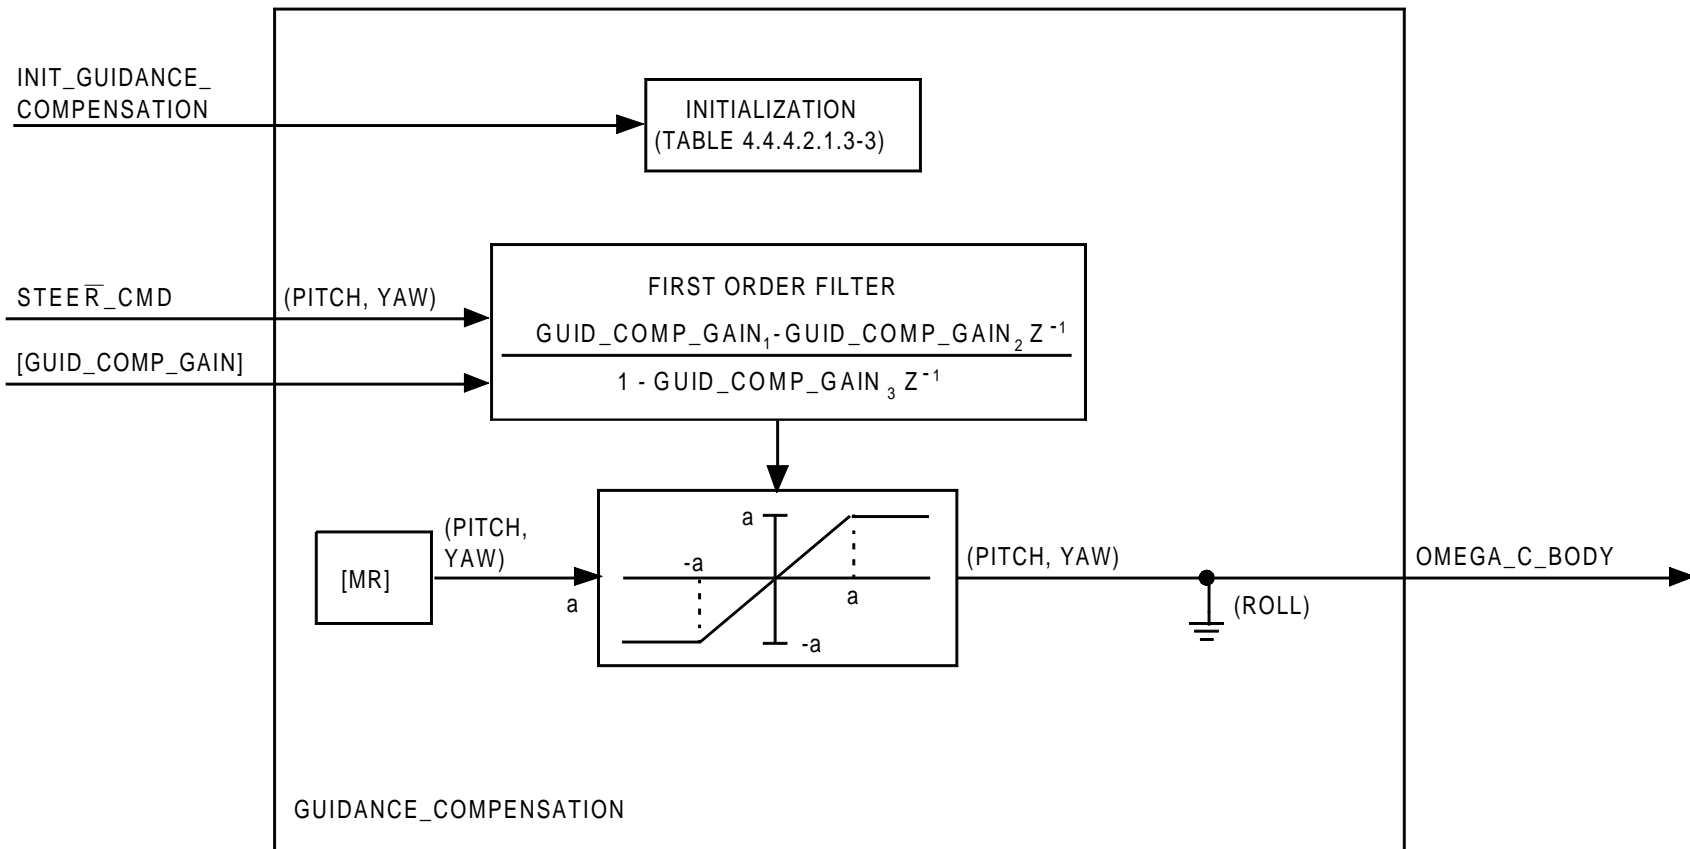 INIT_GUIDANCE_
COMPENSATION
INITIALIZATION
(TABLE 4.4.4.2.1.3-3)
STEER̅_CMD
(PITCH, YAW)
[GUID_COMP_GAIN]
FIRST ORDER FILTER
GUID_COMP_GAIN₁-GUID_COMP_GAIN₂ Z⁻¹
1 - GUID_COMP_GAIN₃ Z⁻¹
[MR]
(PITCH,
YAW)
a
a
-a
a
-a
(PITCH, YAW)
(ROLL)
OMEGA_C_BODY
GUIDANCE_COMPENSATION